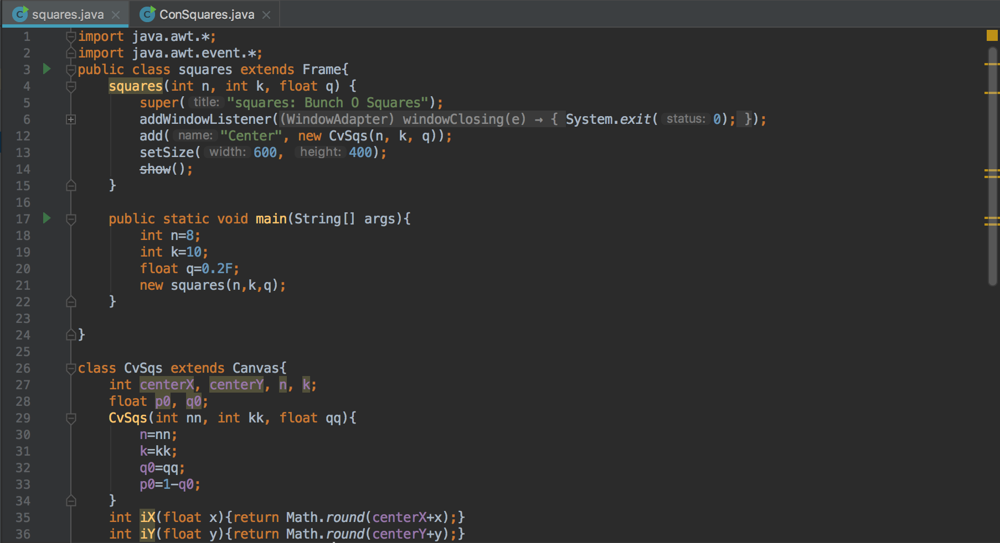 squares.java ConSquares.java
1 import java.awt.*;
2 import java.awt.event.*;
3 public class squares extends Frame{
4 squares(int n, int k, float q) {
5 super( title: "squares: Bunch O Squares");
6 addWindowListener((WindowAdapter) windowClosing(e) → { System.exit( status: 0); });
12 add( name: "Center", new CvSqs(n, k, q));
13 setSize( width: 600, height: 400);
14 show();
15 }
16
17 public static void main(String[] args){
18 int n=8;
19 int k=10;
20 float q=0.2F;
21 new squares(n,k,q);
22 }
23
24 }
25
26 class CvSqs extends Canvas{
27 int centerX, centerY, n, k;
28 float p0, q0;
29 CvSqs(int nn, int kk, float qq){
30 n=nn;
31 k=kk;
32 q0=qq;
33 p0=1-q0;
34 }
35 int iX(float x){return Math.round(centerX+x);}
36 int iY(float y){return Math.round(centerY+y);}